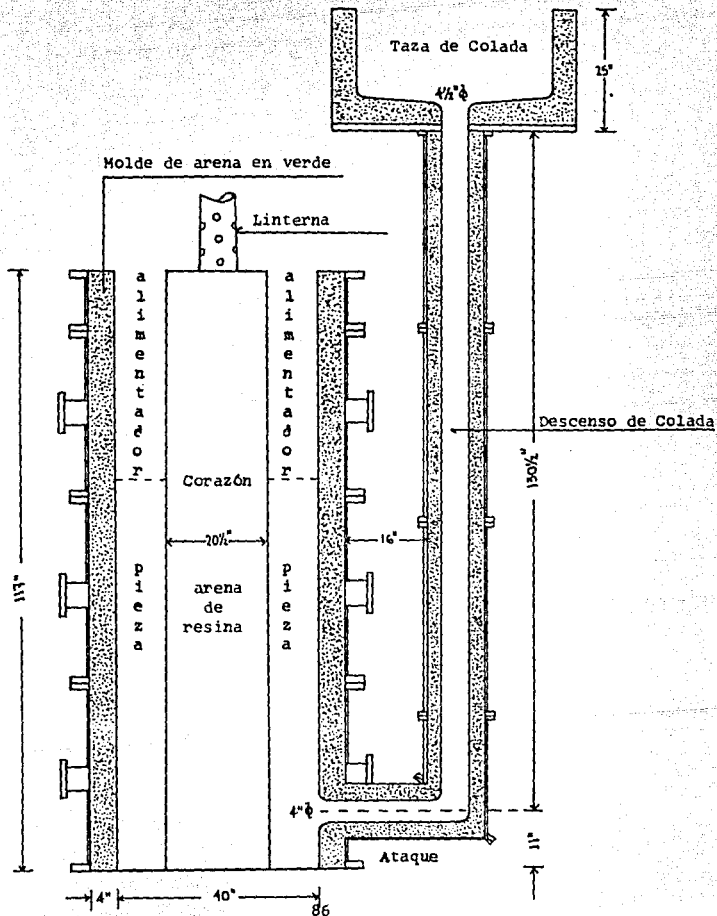 Taza de Colada
4½"ϕ
15"
Molde de arena en verde
Linterna
alimentador
alimentador
Descenso de Colada
130½"
Corazón
20½"
16"
117"
pieza
arena
de
resina
pieza
4"ϕ
11"
Ataque
4"
40"
86